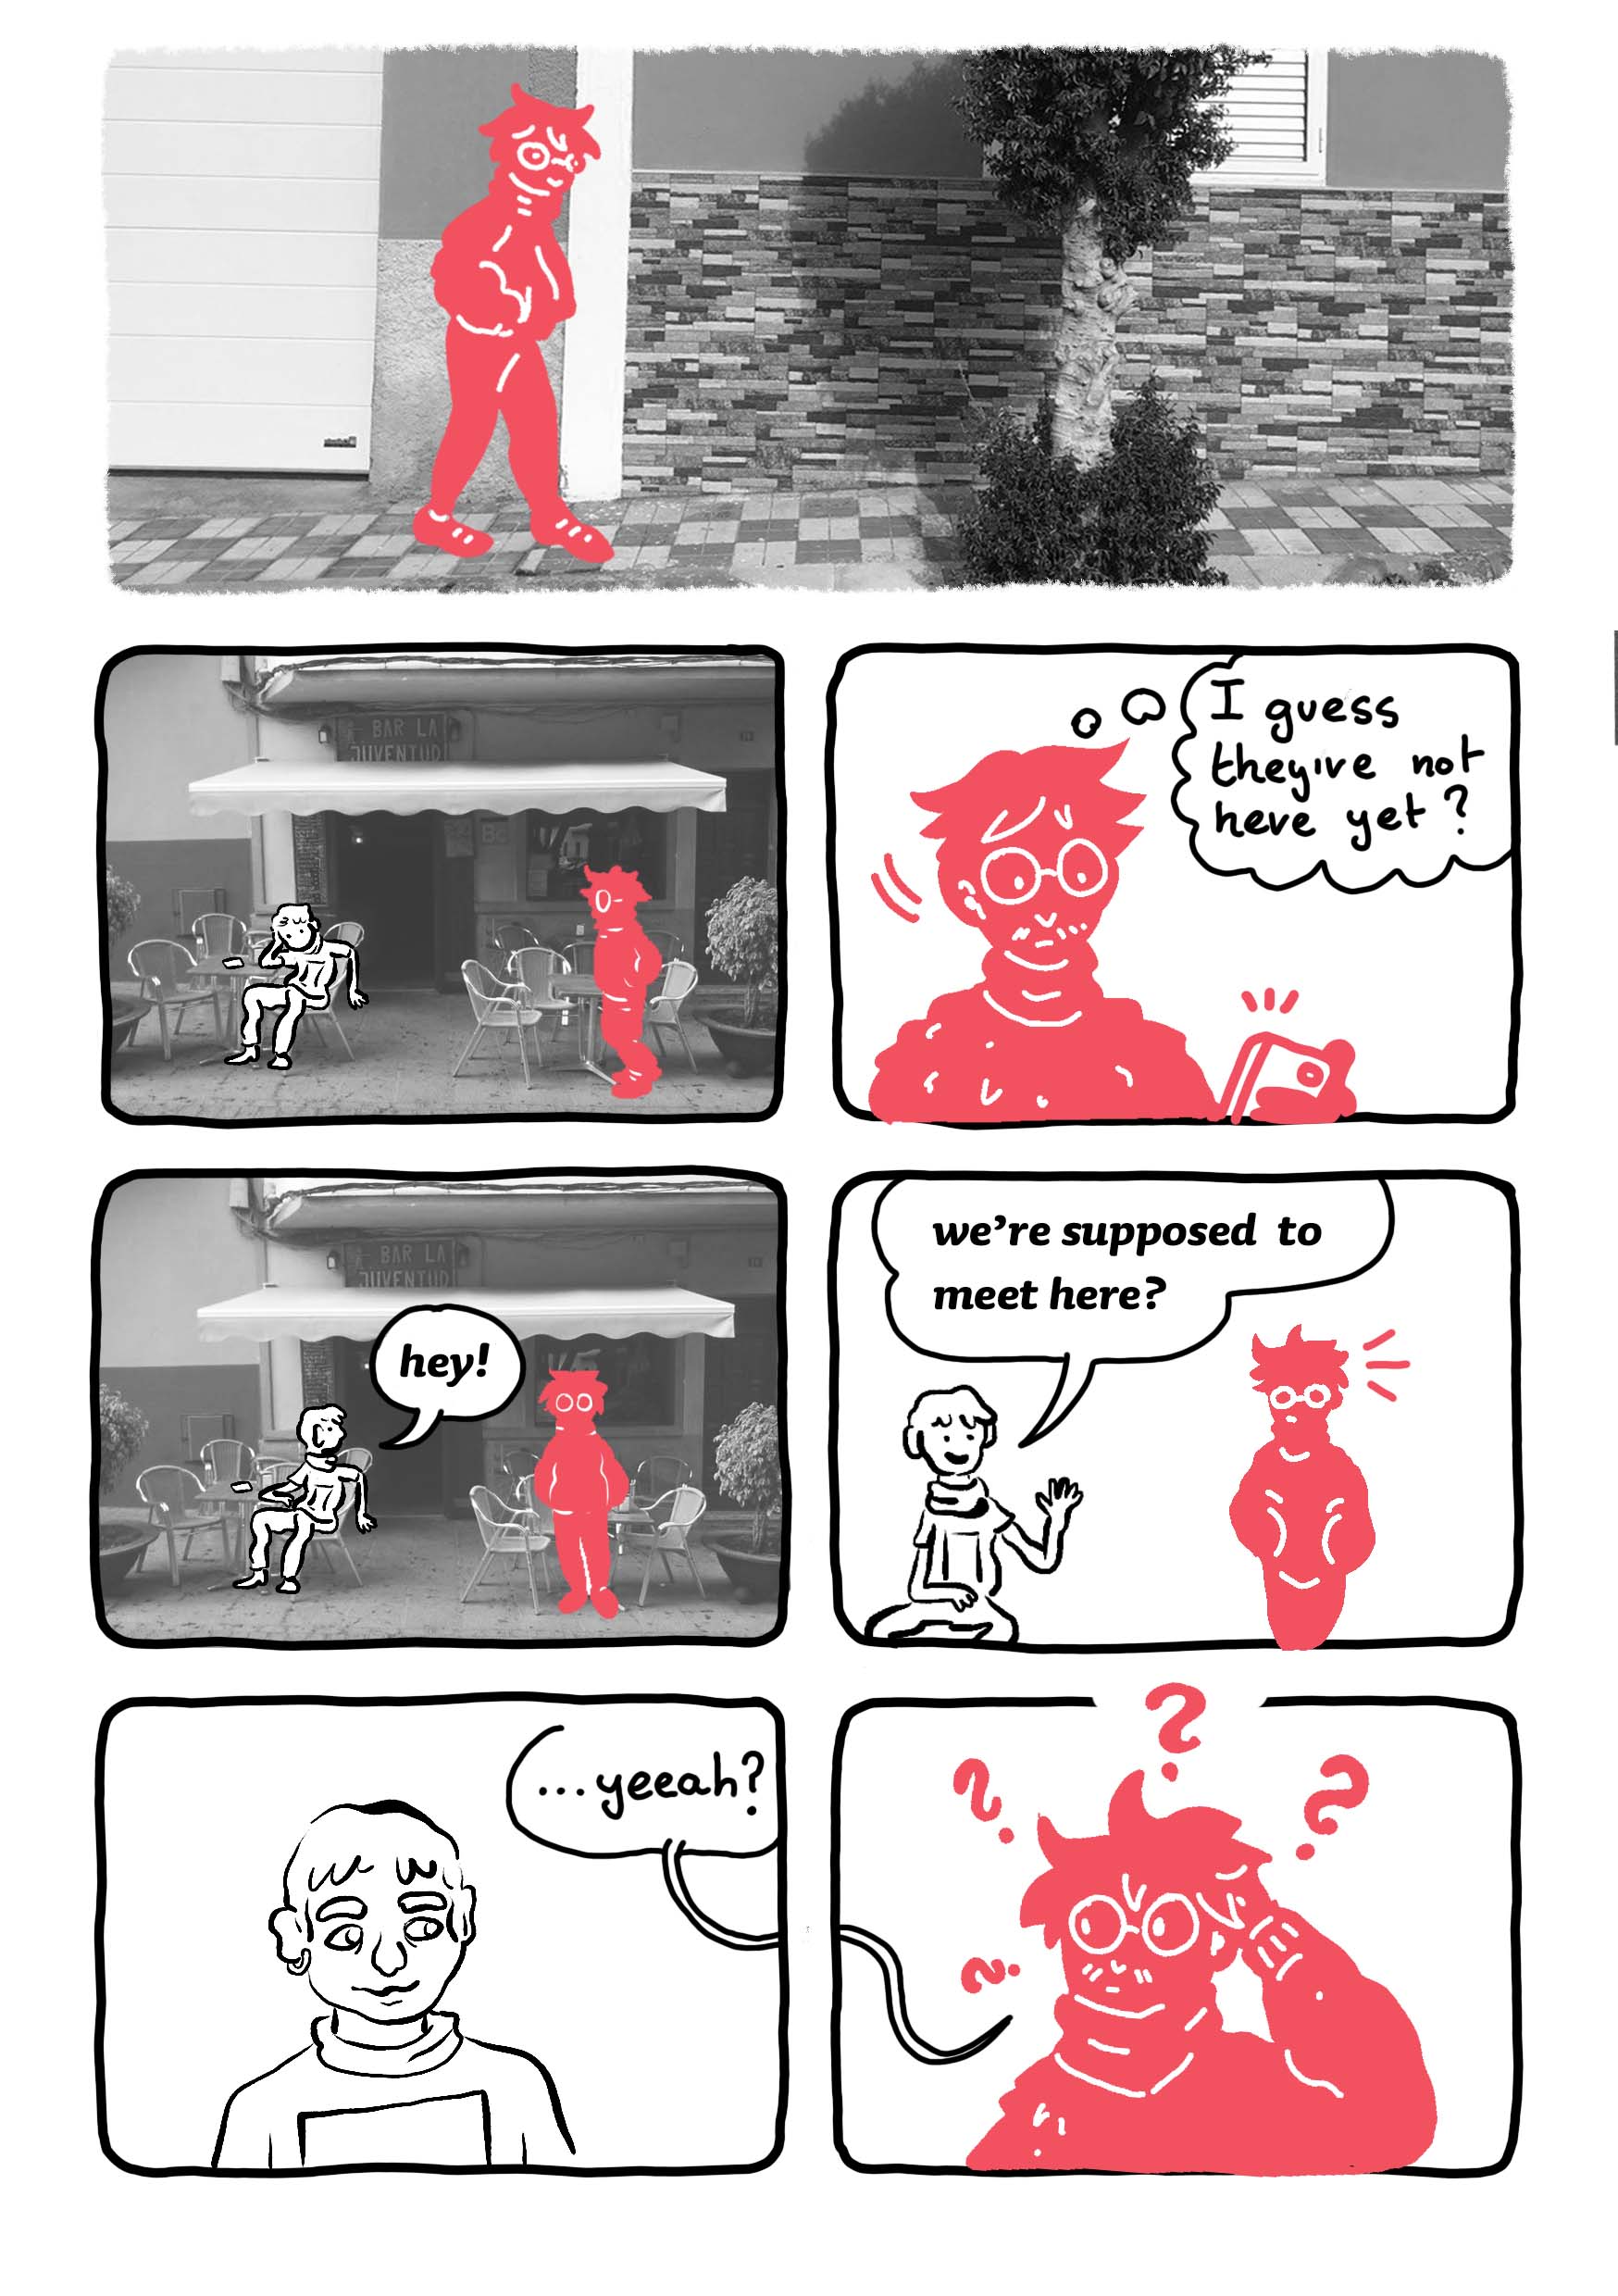 BAR LA
JUVENTUD
I guess
they've not
here yet?
BAR LA
JUVENTUD
hey!
we're supposed to
meet here?
...yeeah?
?
?
?
?